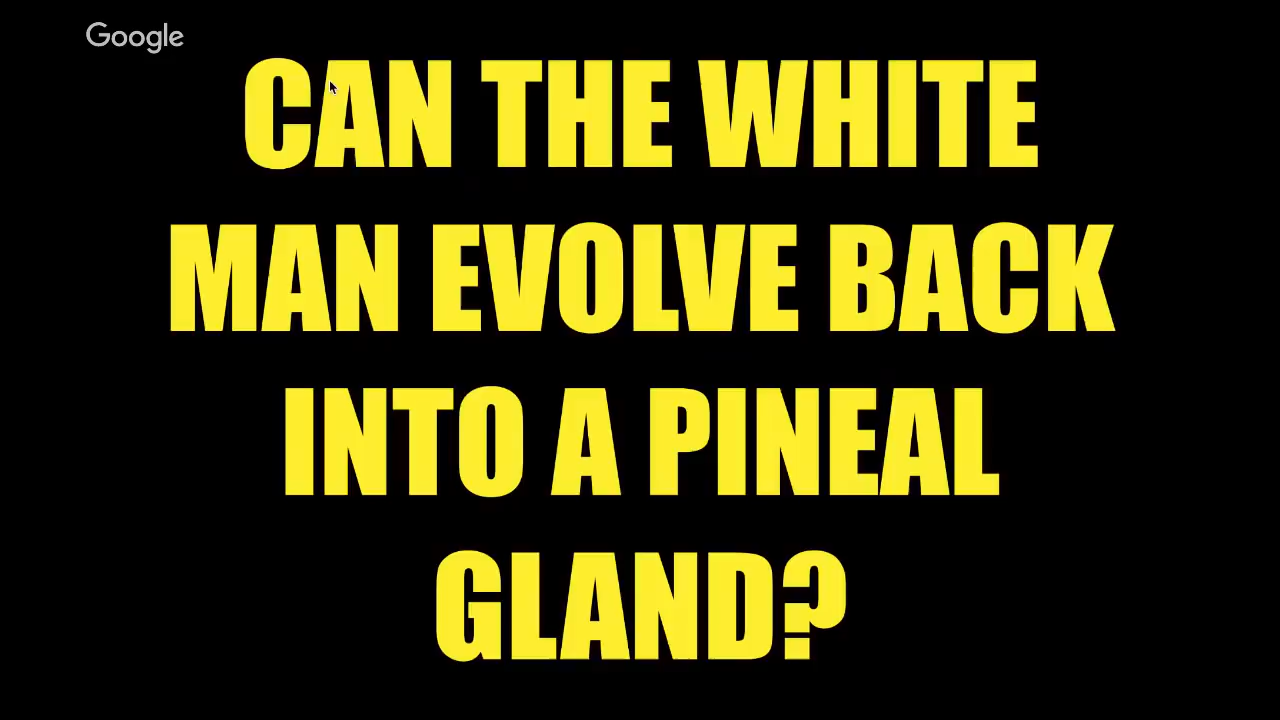 Google
CAN THE WHITE
MAN EVOLVE BACK
INTO A PINEAL
GLAND?